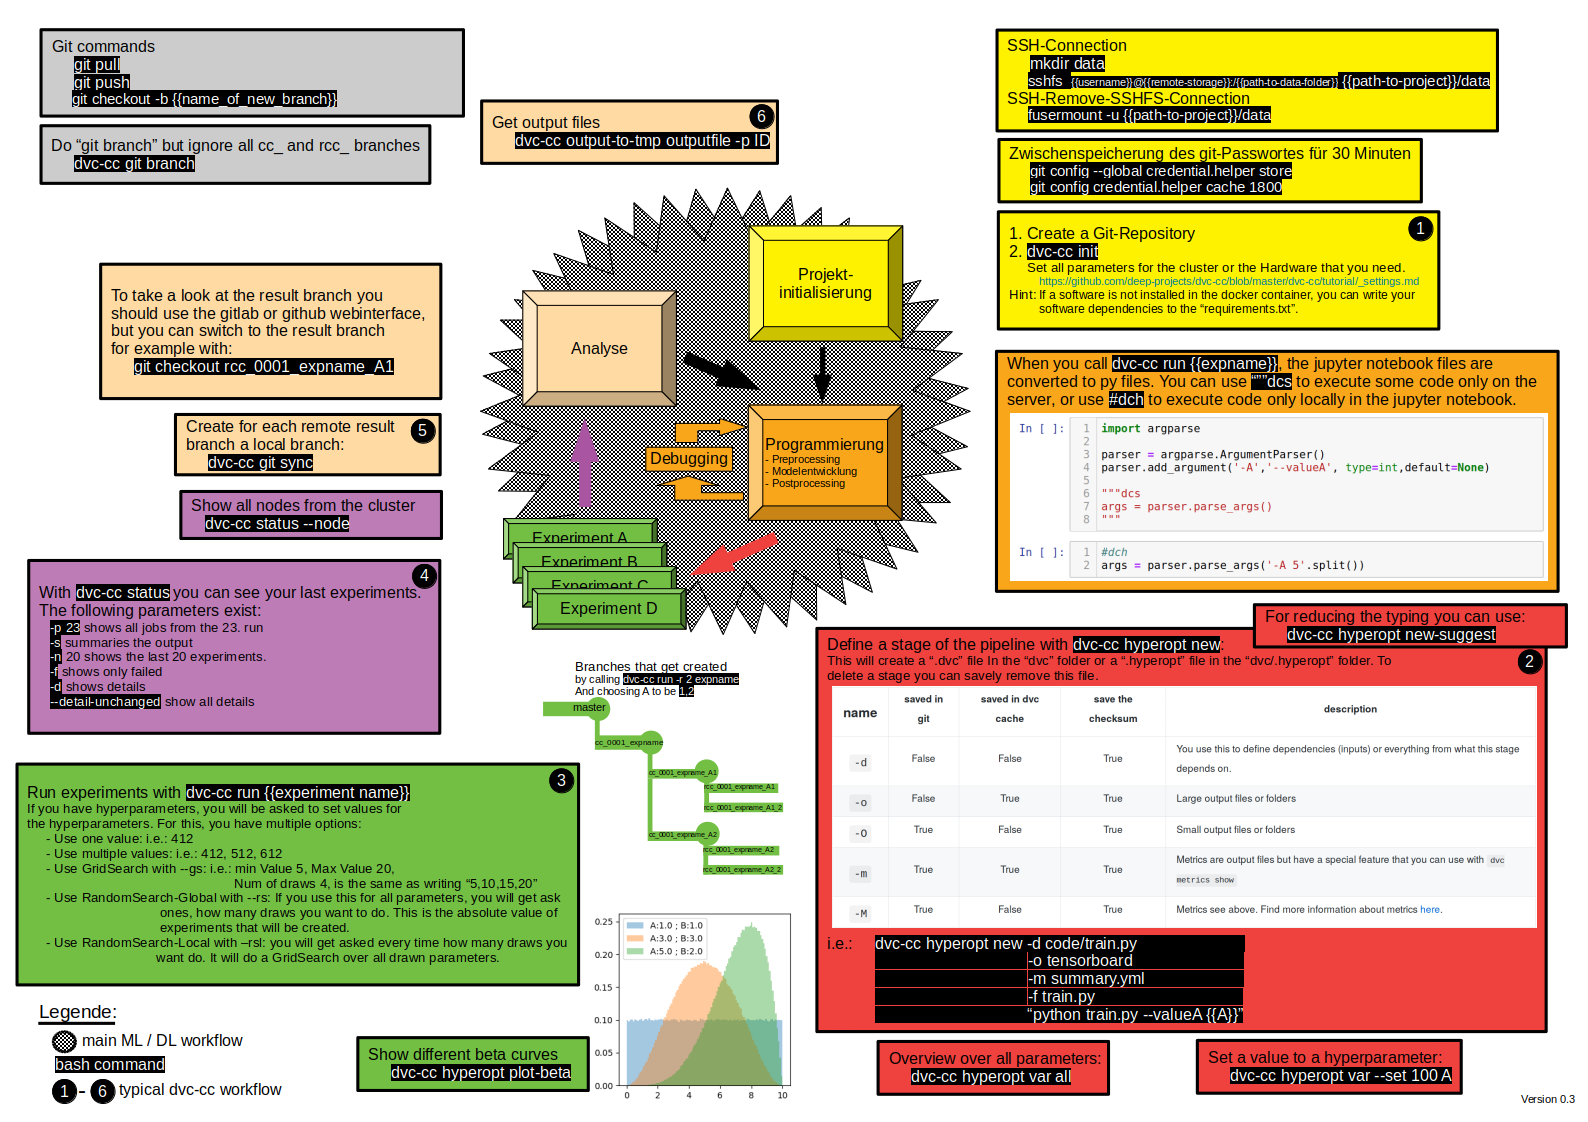 Git commands
git pull
git push
git checkout -b {{name_of_new_branch}}
Do “git branch” but ignore all cc_ and rcc_ branches
dvc-cc git branch
6
Get output files
dvc-cc output-to-tmp outputfile -p ID
SSH-Connection
mkdir data
sshfs {{username}}@{{remote-storage}}:/{{path-to-data-folder}} {{path-to-project}}/data
SSH-Remove-SSHFS-Connection
fusermount -u {{path-to-project}}/data
Zwischenspeicherung des git-Passwortes für 30 Minuten
git config --global credential.helper store
git config credential.helper cache 1800
1
1. Create a Git-Repository
2. dvc-cc init
Set all parameters for the cluster or the Hardware that you need.
https://github.com/deep-projects/dvc-cc/blob/master/dvc-cc/tutorial/_settings.md
Hint: If a software is not installed in the docker container, you can write your
software dependencies to the “requirements.txt”.
To take a look at the result branch you
should use the gitlab or github webinterface,
but you can switch to the result branch
for example with:
git checkout rcc_0001_expname_A1
Projekt-
initialisierung
Analyse
Programmierung
- Preprocessing
- Modelentwicklung
- Postprocessing
Debugging
Experiment A
Experiment B
Experiment C
Experiment D
When you call dvc-cc run {{expname}}, the jupyter notebook files are
converted to py files. You can use “””dcs to execute some code only on the
server, or use #dch to execute code only locally in the jupyter notebook.
In [ ]:
1 import argparse
2
3 parser = argparse.ArgumentParser()
4 parser.add_argument('-A','--valueA', type=int,default=None)
5
6 """dcs
7 args = parser.parse_args()
8 """
In [ ]:
1 #dch
2 args = parser.parse_args('-A 5'.split())
5
Create for each remote result
branch a local branch:
dvc-cc git sync
Show all nodes from the cluster
dvc-cc status --node
4
With dvc-cc status you can see your last experiments.
The following parameters exist:
-p 23 shows all jobs from the 23. run
-s summaries the output
-n 20 shows the last 20 experiments.
-f shows only failed
-d shows details
--detail-unchanged show all details
For reducing the typing you can use:
dvc-cc hyperopt new-suggest
2
Define a stage of the pipeline with dvc-cc hyperopt new:
This will create a “.dvc” file In the “dvc” folder or a “.hyperopt” file in the “dvc/.hyperopt” folder. To
delete a stage you can savely remove this file.
name saved in git saved in dvc cache save the checksum description
-d False False True You use this to define dependencies (inputs) or everything from what this stage
depends on.
-o False True True Large output files or folders
-O True False True Small output files or folders
-m True True True Metrics are output files but have a special feature that you can use with dvc
metrics show
-M True False True Metrics see above. Find more information about metrics here.
i.e.: dvc-cc hyperopt new -d code/train.py
-o tensorboard
-m summary.yml
-f train.py
“python train.py --valueA {{A}}”
Branches that get created
by calling dvc-cc run -r 2 expname
And choosing A to be 1,2
master
cc_0001_expname
cc_0001_expname_A1
rcc_0001_expname_A1
rcc_0001_expname_A1_2
cc_0001_expname_A2
rcc_0001_expname_A2
rcc_0001_expname_A2_2
3
Run experiments with dvc-cc run {{experiment name}}
If you have hyperparameters, you will be asked to set values for
the hyperparameters. For this, you have multiple options:
- Use one value: i.e.: 412
- Use multiple values: i.e.: 412, 512, 612
- Use GridSearch with --gs: i.e.: min Value 5, Max Value 20,
Num of draws 4, is the same as writing “5,10,15,20”
- Use RandomSearch-Global with --rs: If you use this for all parameters, you will get ask
ones, how many draws you want to do. This is the absolute value of
experiments that will be created.
- Use RandomSearch-Local with –rsl: you will get asked every time how many draws you
want do. It will do a GridSearch over all drawn parameters.
0.25
0.20
0.15
0.10
0.05
0.00
0 2 4 6 8 10
A:1.0 ; B:1.0
A:3.0 ; B:3.0
A:5.0 ; B:2.0
Legende:
main ML / DL workflow
bash command
1 - 6 typical dvc-cc workflow
Show different beta curves
dvc-cc hyperopt plot-beta
Overview over all parameters:
dvc-cc hyperopt var all
Set a value to a hyperparameter:
dvc-cc hyperopt var --set 100 A
Version 0.3